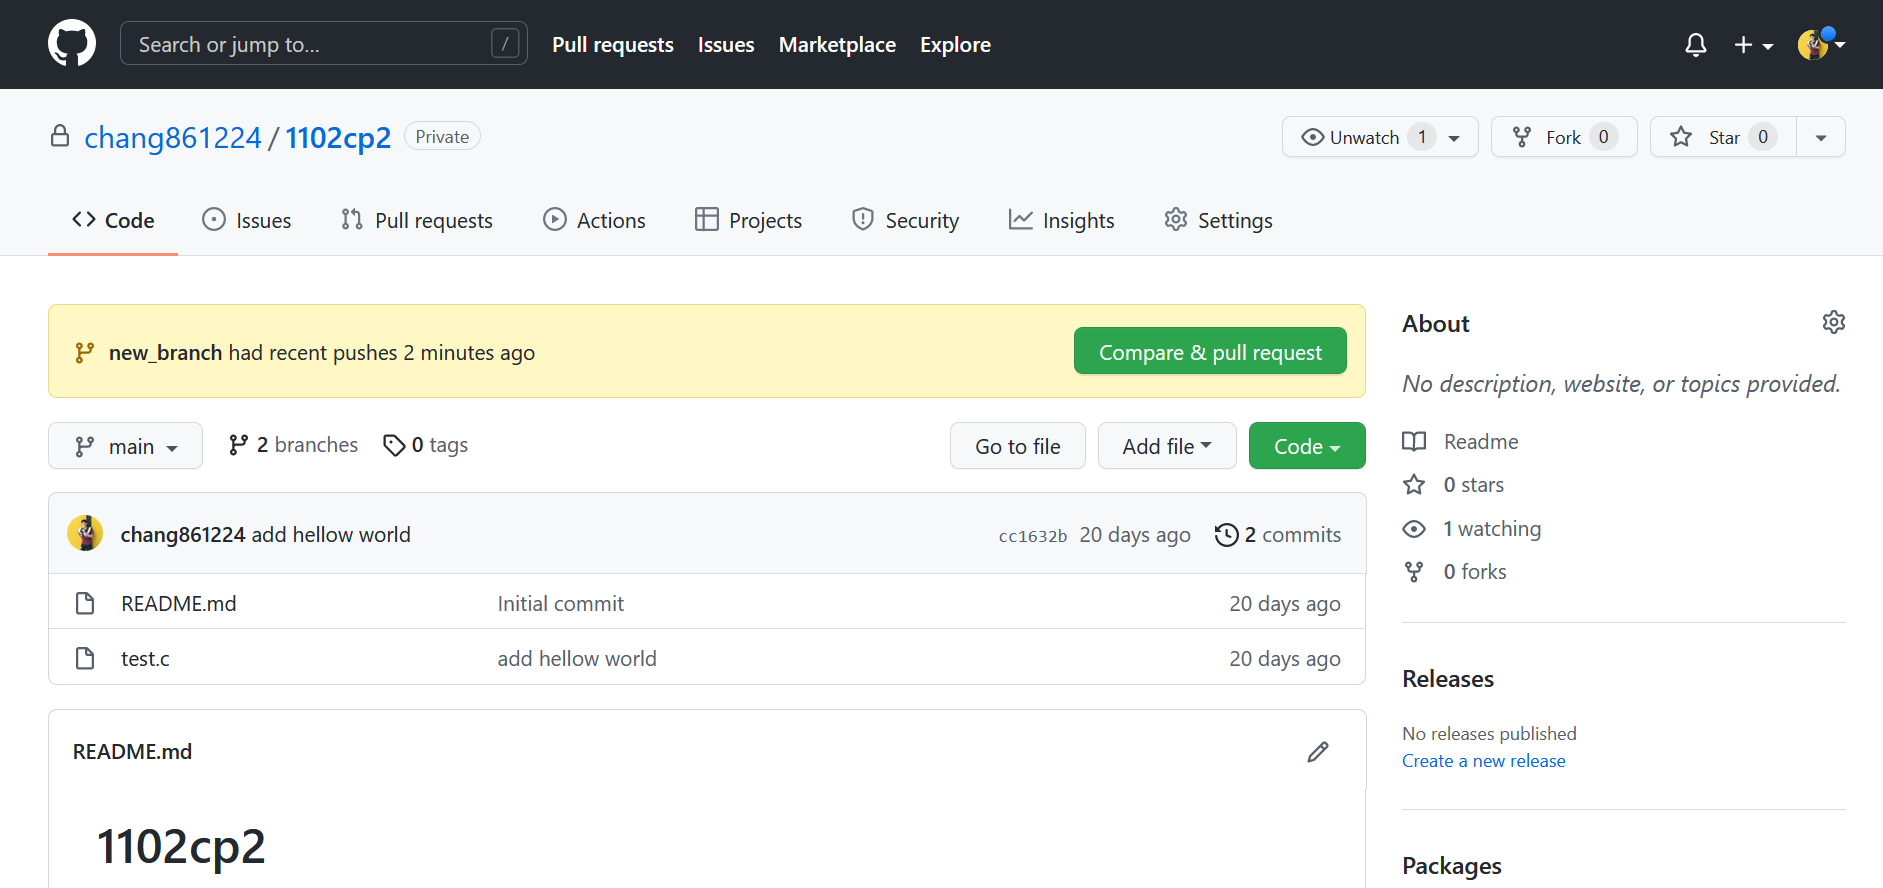 Search or jump to... / Pull requests Issues Marketplace Explore
chang861224 / 1102cp2 Private Unwatch 1 Fork 0 Star 0
Code Issues Pull requests Actions Projects Security Insights Settings
new_branch had recent pushes 2 minutes ago Compare & pull request
main 2 branches 0 tags Go to file Add file Code
chang861224 add hellow world cc1632b 20 days ago 2 commits
README.md Initial commit 20 days ago
test.c add hellow world 20 days ago
README.md
1102cp2
About
No description, website, or topics provided.
Readme
0 stars
1 watching
0 forks
Releases
No releases published
Create a new release
Packages